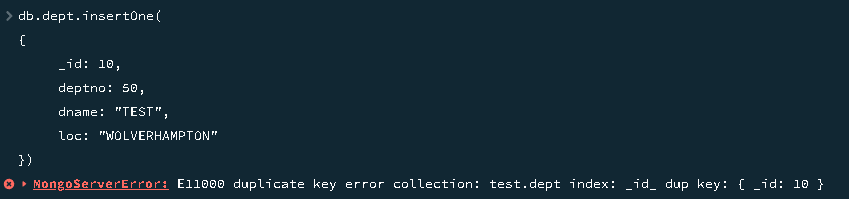 db.dept.insertOne(
{
_id: 10,
deptno: 50,
dname: "TEST",
loc: "WOLVERHAMPTON"
})
MongoServerError: E11000 duplicate key error collection: test.dept index: _id_ dup key: { _id: 10 }